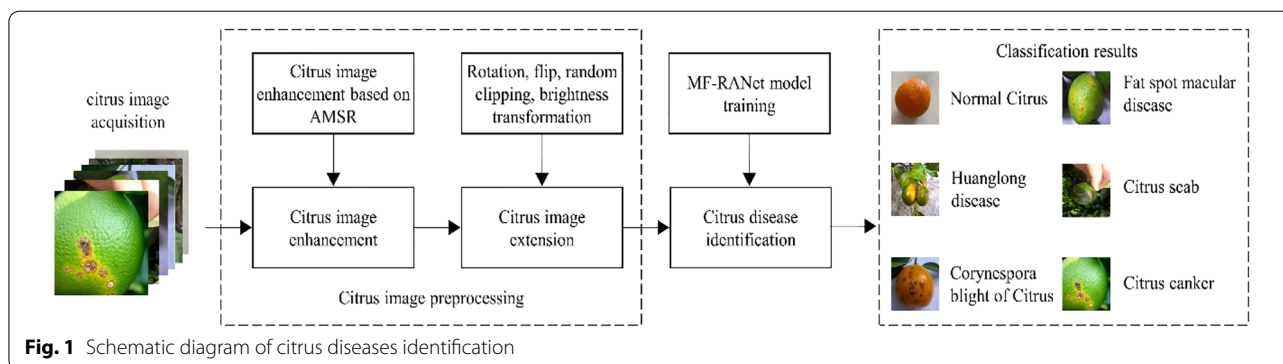 citrus image
acquisition
Citrus image
enhancement based on
AMSR
Rotation, flip, random
clipping, brightness
transformation
MF-RANet model
training
Citrus image
enhancement
Citrus image
extension
Citrus disease
identification
Citrus image preprocessing
Classification results
Normal Citrus
Fat spot macular
disease
Huanglong
disease
Citrus scab
Corynespora
blight of Citrus
Citrus canker
Fig. 1 Schematic diagram of citrus diseases identification